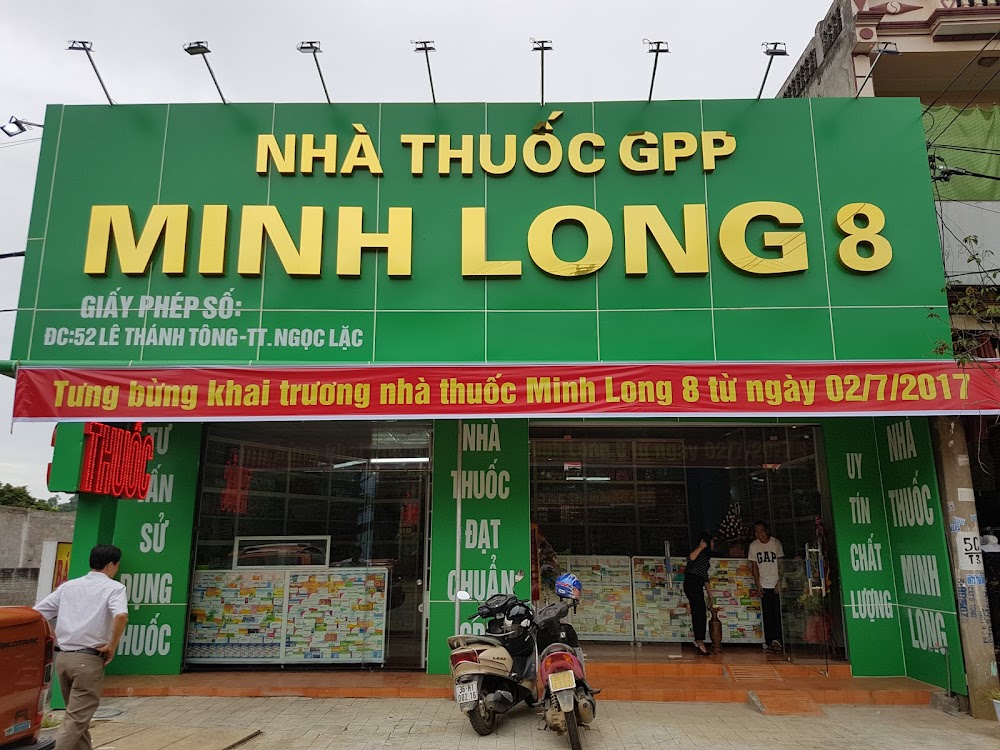 NHÀ THUỐC GPP
MINH LONG 8
GIẤY PHÉP SỐ:
ĐC:52 LÊ THÁNH TÔNG-TT.NGỌC LẶC
Tưng bừng khai trương nhà thuốc Minh Long 8 từ ngày 02/7/2017
THUỐC
TƯ
VẤN
SỬ
DỤNG
THUỐC
NHÀ
THUỐC
ĐẠT
CHUẨN
UY
TÍN
CHẤT
LƯỢNG
NHÀ
THUỐC
MINH
LONG
GAP